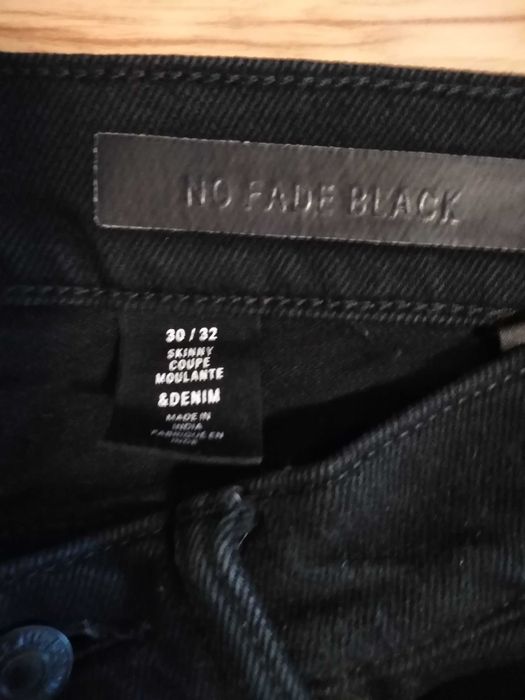 NO FADE BLACK
30 / 32
SKINNY
COUPE
MOULANTE
&DENIM
MADE IN
INDIA
FABRIQUÉ EN
INDE